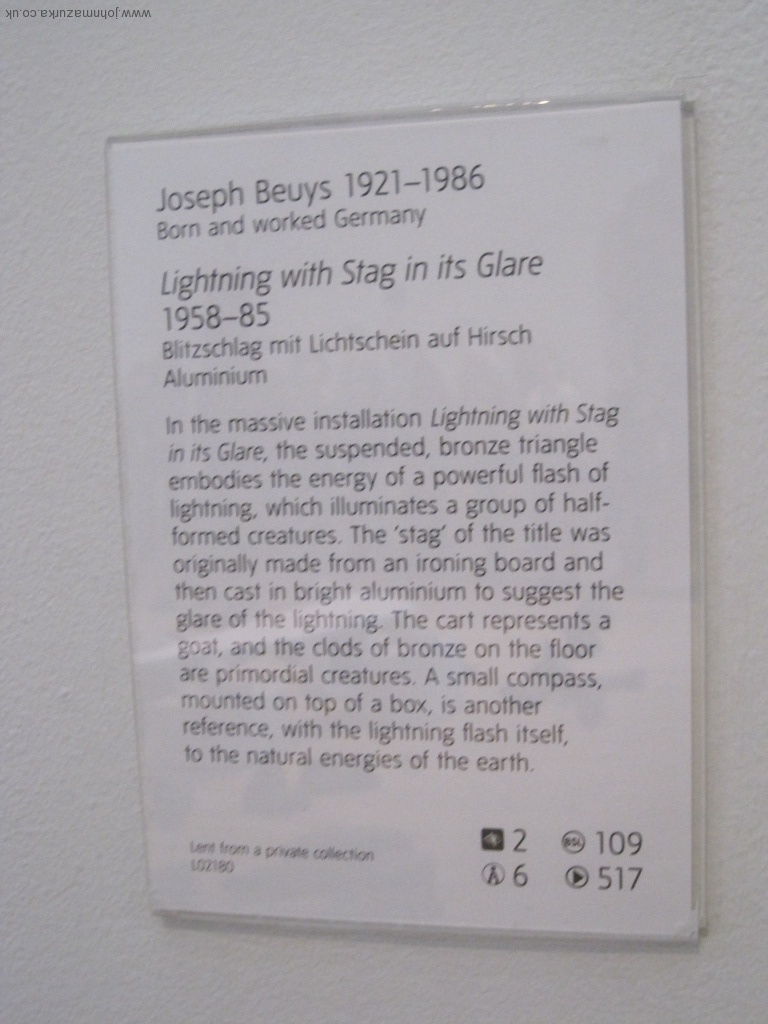 www.johnmazurka.co.uk
Joseph Beuys 1921–1986
Born and worked Germany
Lightning with Stag in its Glare
1958–85
Blitzschlag mit Lichtschein auf Hirsch
Aluminium
In the massive installation Lightning with Stag
in its Glare, the suspended, bronze triangle
embodies the energy of a powerful flash of
lightning, which illuminates a group of half-
formed creatures. The ‘stag’ of the title was
originally made from an ironing board and
then cast in bright aluminium to suggest the
glare of the lightning. The cart represents a
goat, and the clods of bronze on the floor
are primordial creatures. A small compass,
mounted on top of a box, is another
reference, with the lightning flash itself,
to the natural energies of the earth.
Lent from a private collection
L02180
2 BSL 109
6 517